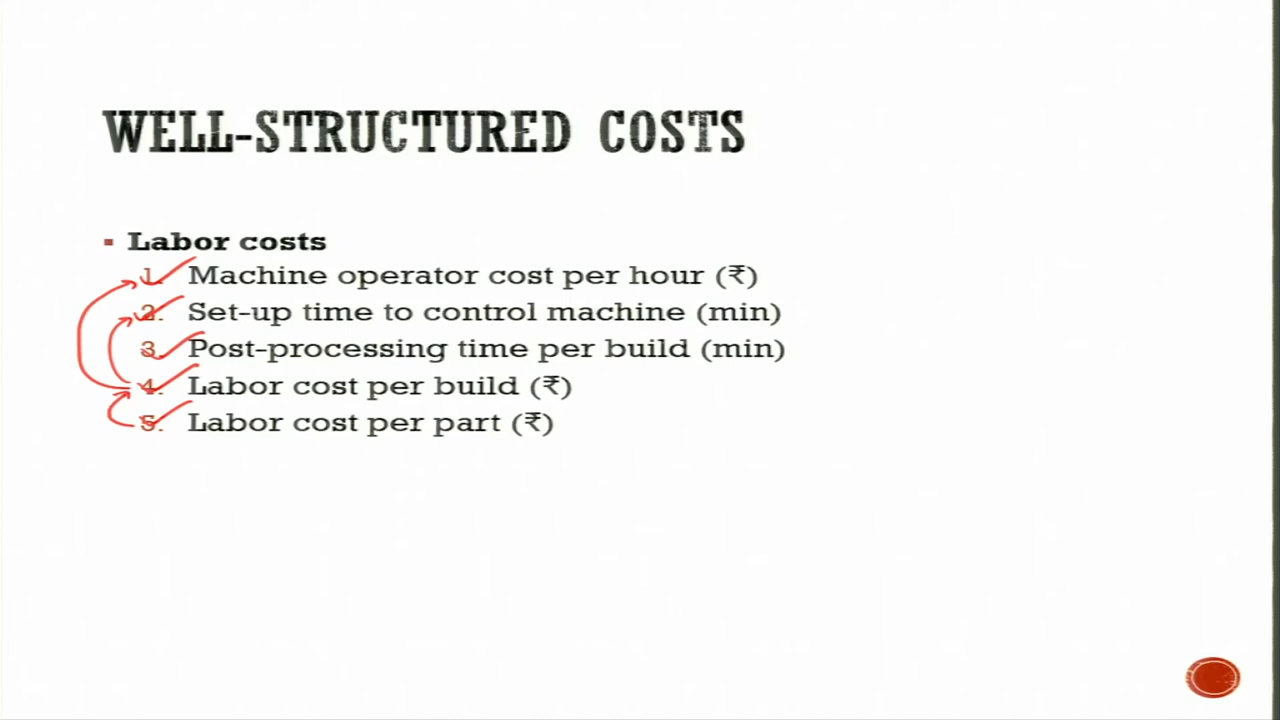 WELL-STRUCTURED COSTS
▪ Labor costs
1. Machine operator cost per hour (₹)
2. Set-up time to control machine (min)
3. Post-processing time per build (min)
4. Labor cost per build (₹)
5. Labor cost per part (₹)